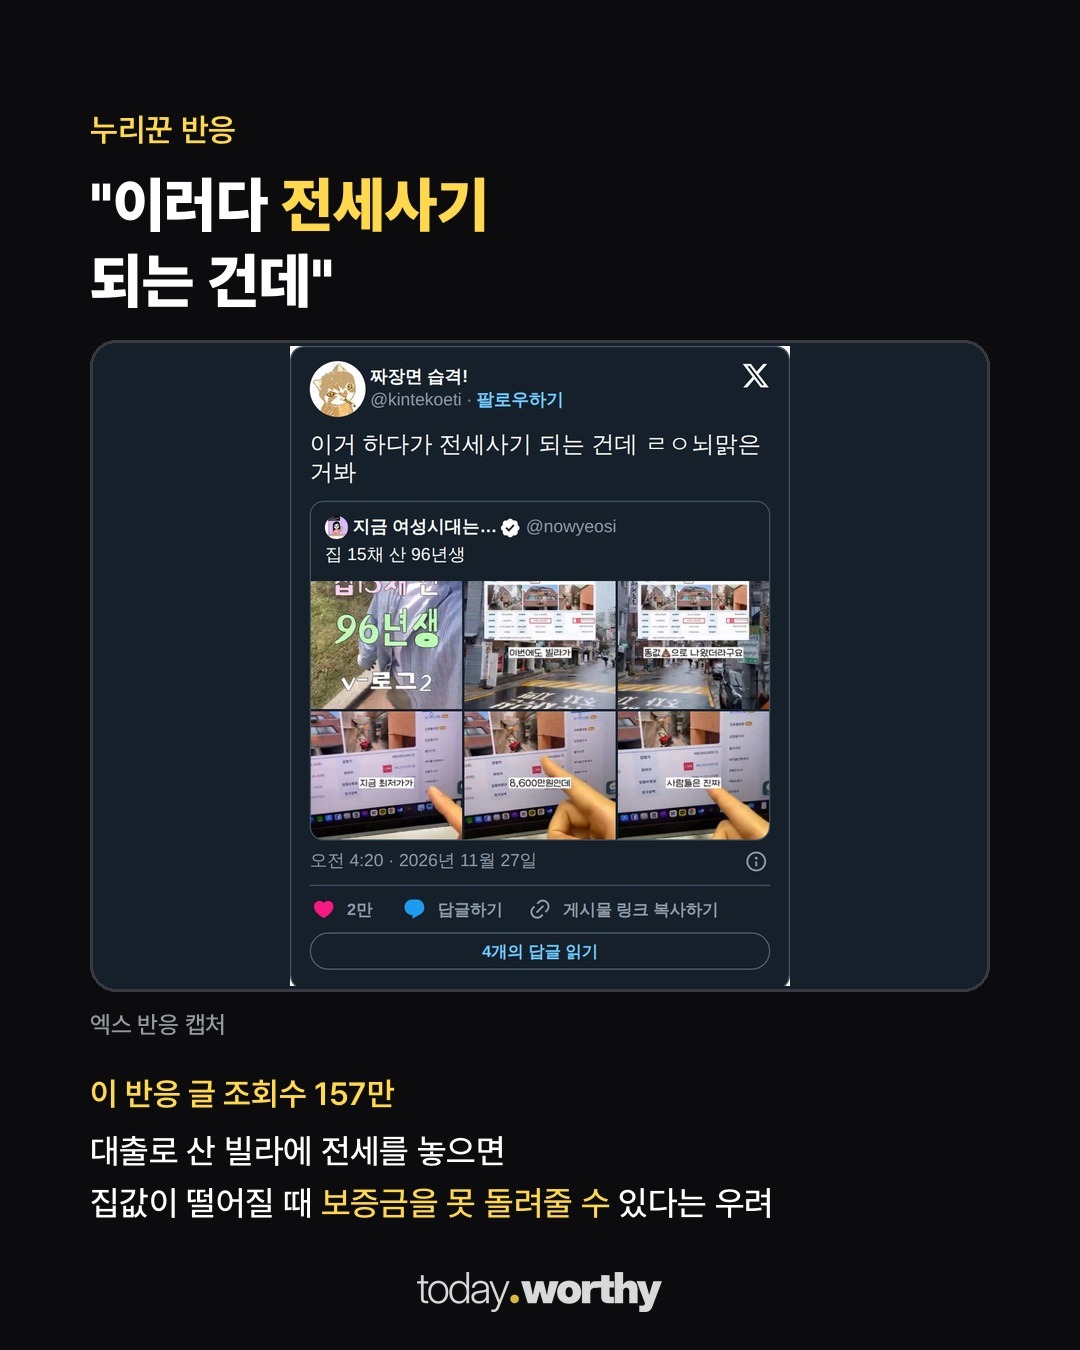 누리꾼 반응
"이러다 전세사기
되는 건데"
짜장면 습격!
@kintekoeti · 팔로우하기
이거 하다가 전세사기 되는 건데 ㄹㅇ뇌맑은
거봐
지금 여성시대는... @nowyeosi
집 15채 산 96년생
집15채 산
96년생
v-로그2
이번에도 빌라가
똥값💩으로 나왔더라구요
지금 최저가가
8,600만원인데
사람들은 진짜
오전 4:20 · 2026년 11월 27일
2만 답글하기 게시물 링크 복사하기
4개의 답글 읽기
엑스 반응 캡처
이 반응 글 조회수 157만
대출로 산 빌라에 전세를 놓으면
집값이 떨어질 때 보증금을 못 돌려줄 수 있다는 우려
today.worthy